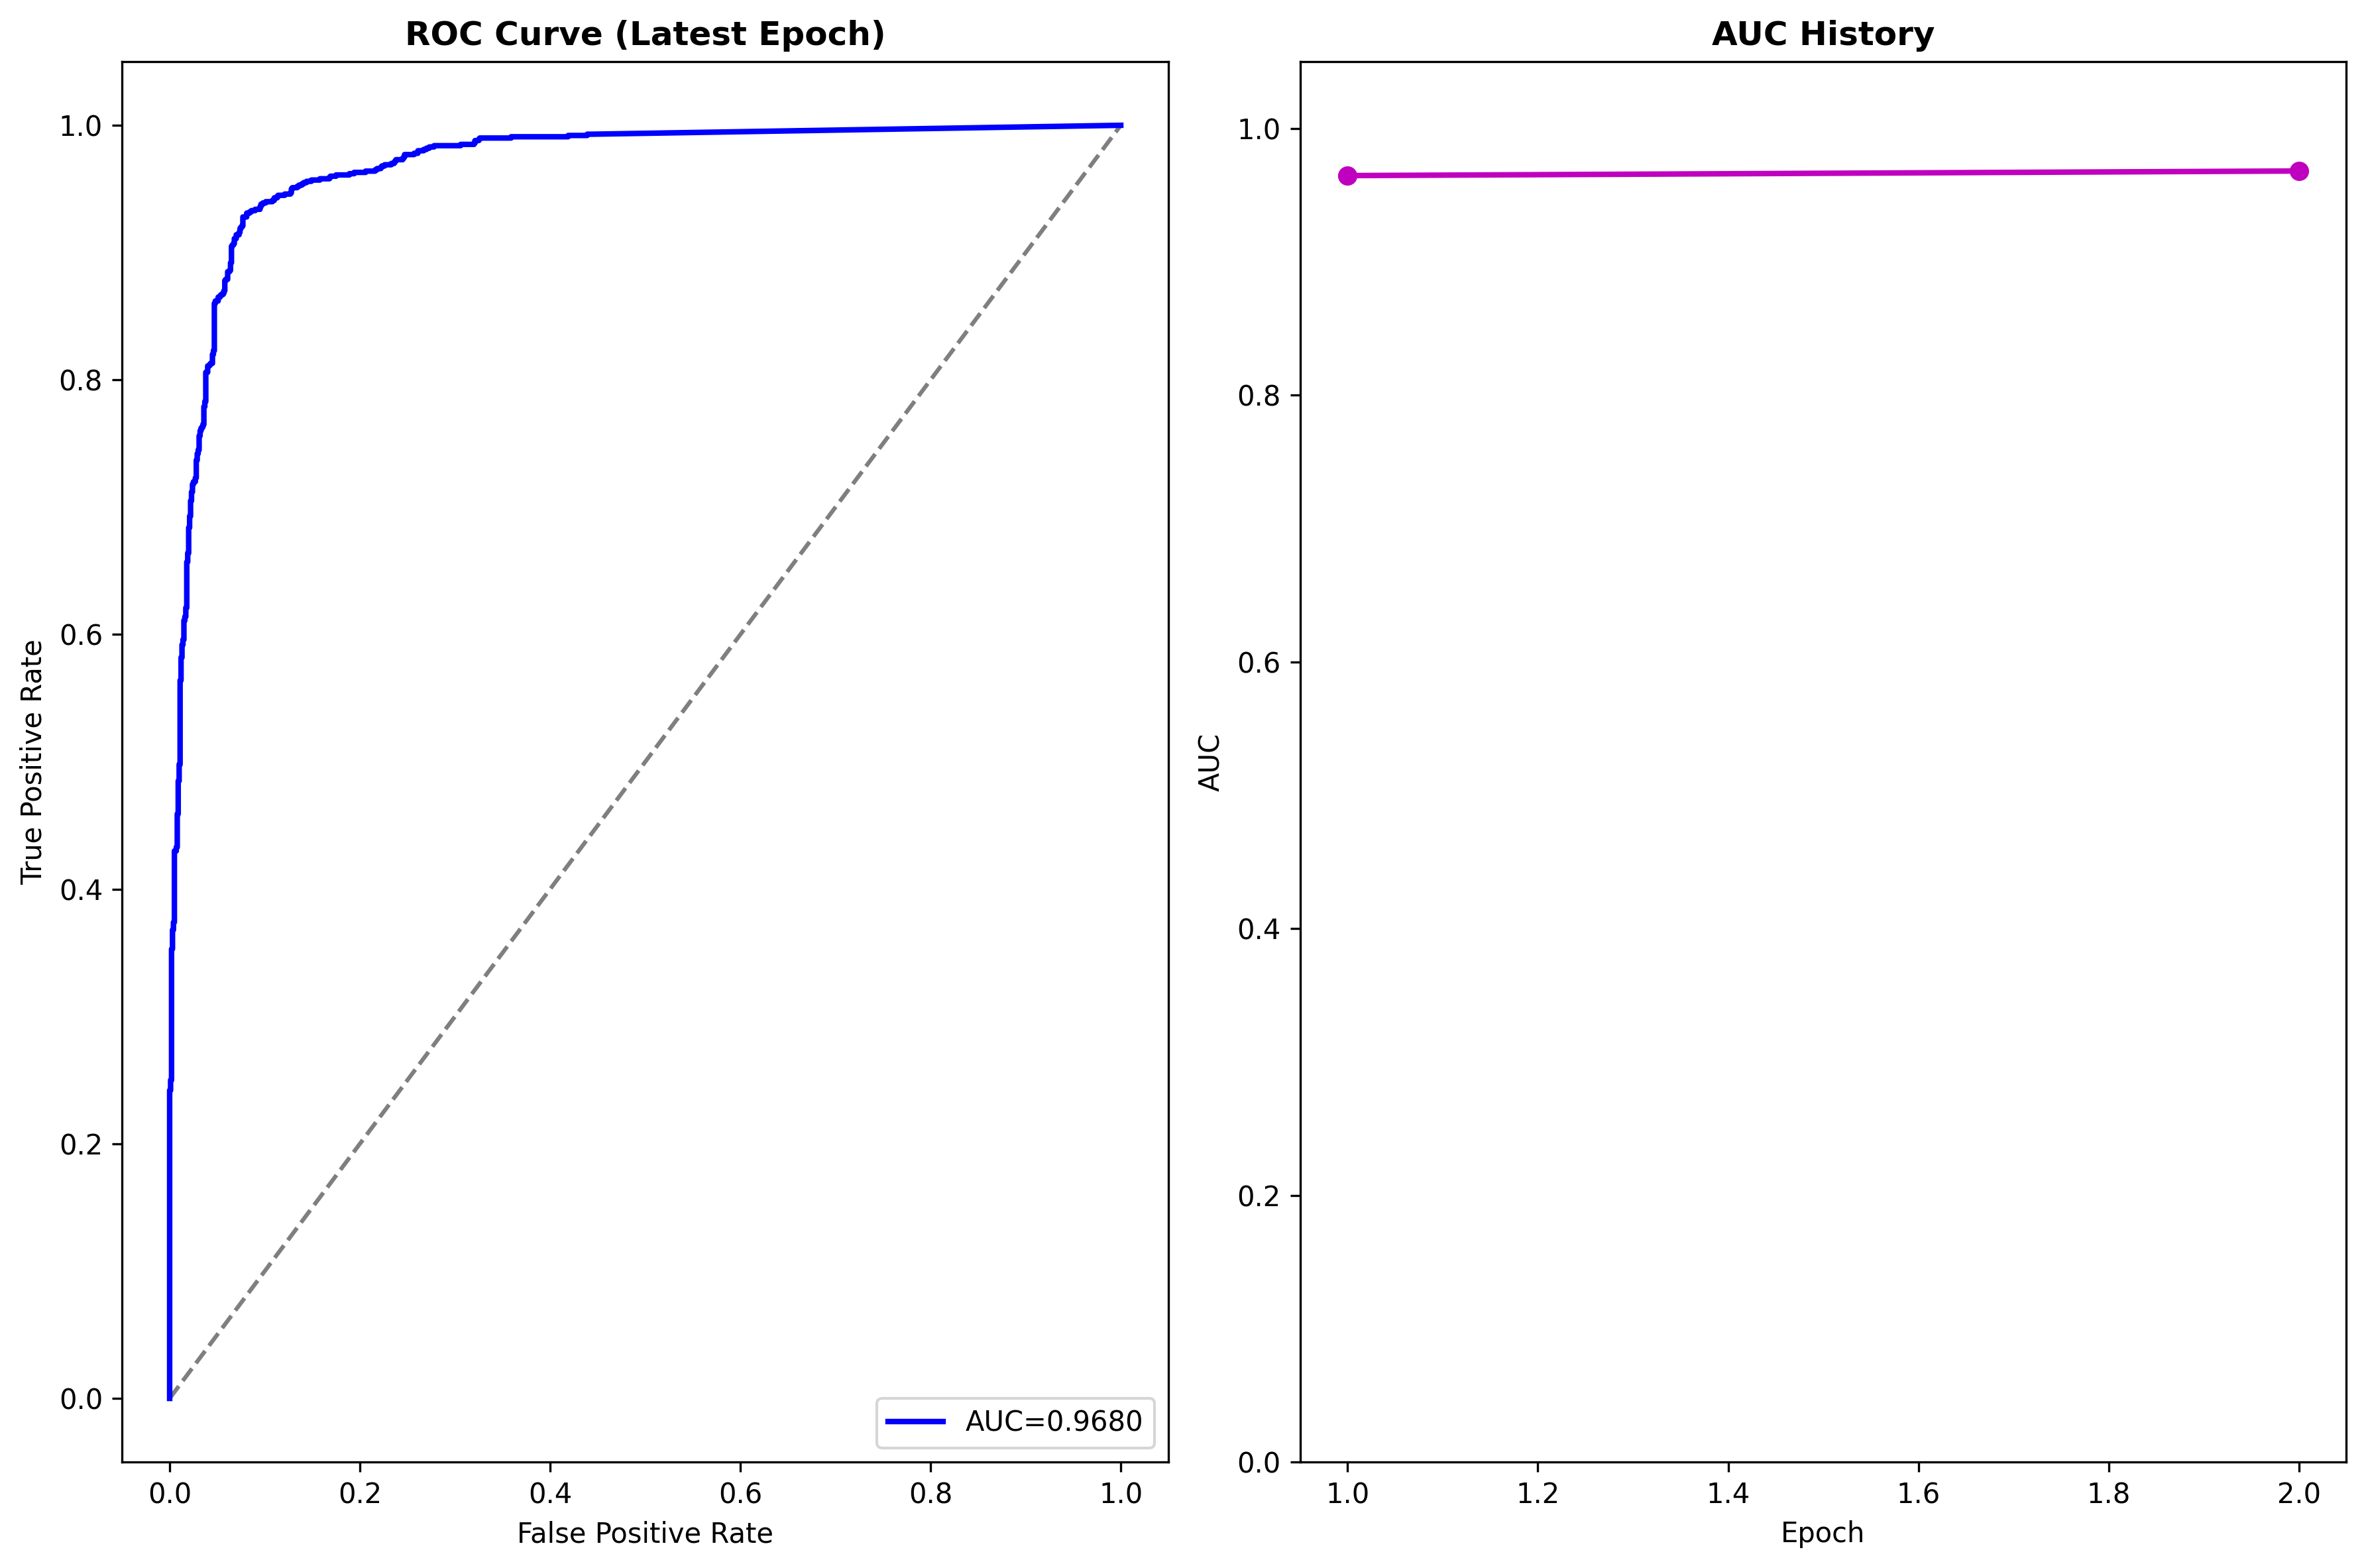 ROC Curve (Latest Epoch)
True Positive Rate
1.0
0.8
0.6
0.4
0.2
0.0
AUC=0.9680
0.0 0.2 0.4 0.6 0.8 1.0
False Positive Rate
AUC History
AUC
1.0
0.8
0.6
0.4
0.2
0.0
1.0 1.2 1.4 1.6 1.8 2.0
Epoch